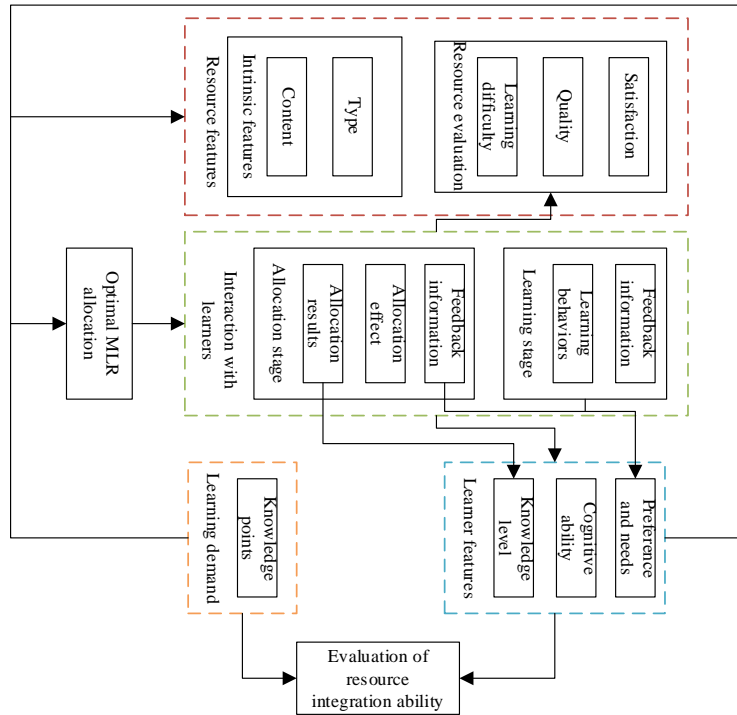 Resource features
Intrinsic features
Content
Type
Resource evaluation
Learning
difficulty
Quality
Satisfaction
Optimal MLR
allocation
Interaction with
learners
Allocation stage
Allocation
results
Allocation
effect
Feedback
information
Learning stage
Learning
behaviors
Feedback
information
Learning demand
Knowledge
points
Learner features
Knowledge
level
Cognitive
ability
Preference
and needs
Evaluation of
resource
integration ability